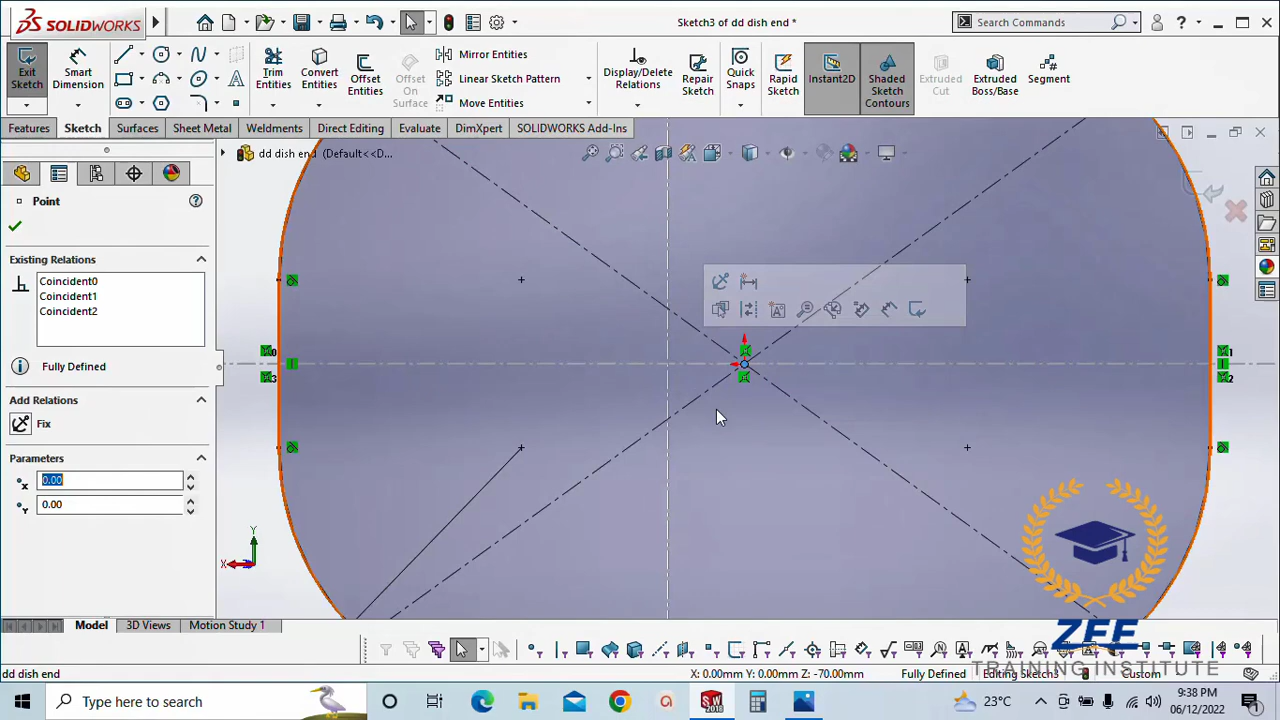 SOLIDWORKS
Sketch3 of dd dish end *
Search Commands
Exit Sketch
Smart Dimension
Trim Entities
Convert Entities
Offset Entities
Offset On Surface
Mirror Entities
Linear Sketch Pattern
Move Entities
Display/Delete Relations
Repair Sketch
Quick Snaps
Rapid Sketch
Instant2D
Shaded Sketch Contours
Extruded Cut
Extruded Boss/Base
Segment
Features
Sketch
Surfaces
Sheet Metal
Weldments
Direct Editing
Evaluate
DimXpert
SOLIDWORKS Add-Ins
dd dish end (Default<<D...
Point
Existing Relations
Coincident0
Coincident1
Coincident2
Fully Defined
Add Relations
Fix
Parameters
0.00
0.00
Y
X
0
3
1
2
ZEE
TRAINING INSTITUTE
Model
3D Views
Motion Study 1
dd dish end
X: 0.00mm Y: 0.00mm Z: -70.00mm
Fully Defined
Editing Sketch3
Custom
Type here to search
SW
2018
23°C
9:38 PM
06/12/2022